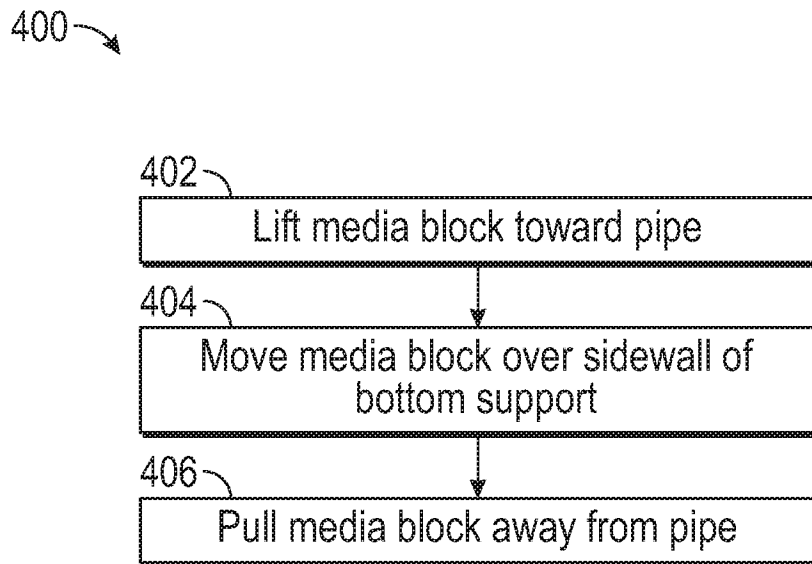 400
402
Lift media block toward pipe
404
Move media block over sidewall of
bottom support
406
Pull media block away from pipe